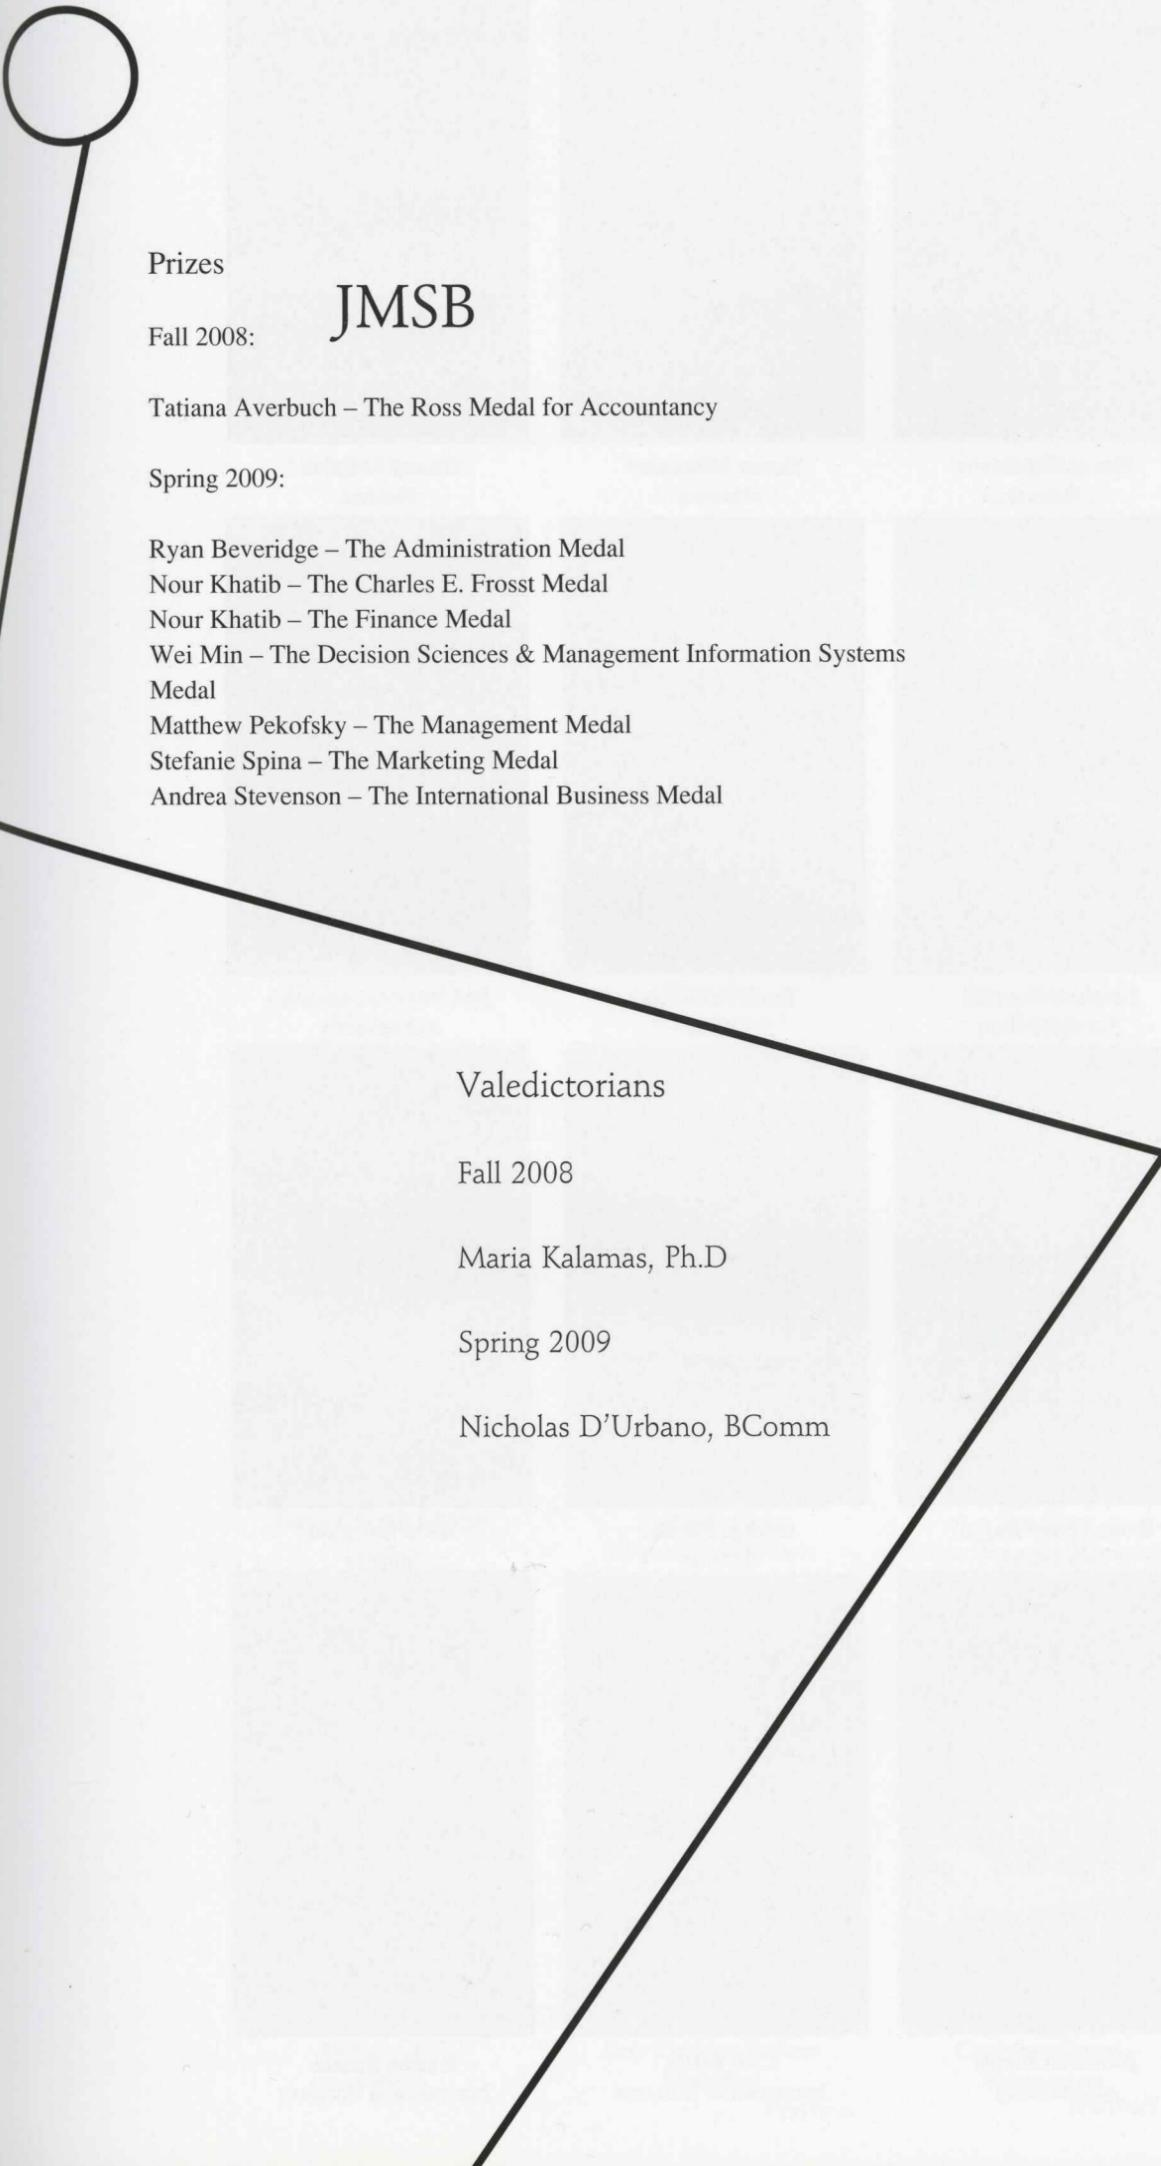 Prizes
JMSB
Fall 2008:
Tatiana Averbuch – The Ross Medal for Accountancy
Spring 2009:
Ryan Beveridge – The Administration Medal
Nour Khatib – The Charles E. Frosst Medal
Nour Khatib – The Finance Medal
Wei Min – The Decision Sciences & Management Information Systems
Medal
Matthew Pekofsky – The Management Medal
Stefanie Spina – The Marketing Medal
Andrea Stevenson – The International Business Medal
Valedictorians
Fall 2008
Maria Kalamas, Ph.D
Spring 2009
Nicholas D'Urbano, BComm